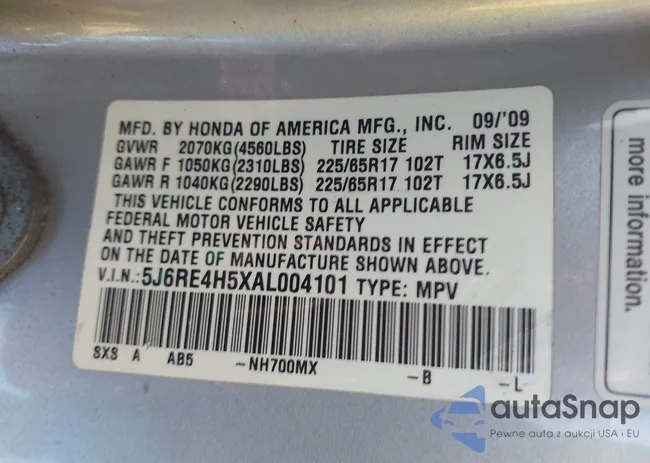 MFD. BY HONDA OF AMERICA MFG., INC. 09/'09
GVWR 2070KG(4560LBS) TIRE SIZE RIM SIZE
GAWR F 1050KG(2310LBS) 225/65R17 102T 17X6.5J
GAWR R 1040KG(2290LBS) 225/65R17 102T 17X6.5J
THIS VEHICLE CONFORMS TO ALL APPLICABLE
FEDERAL MOTOR VEHICLE SAFETY
AND THEFT PREVENTION STANDARDS IN EFFECT
ON THE DATE OF MANUFACTURE SHOWN ABOVE.
V.I.N.:5J6RE4H5XAL004101 TYPE: MPV
SXS A AB5 -NH700MX -B -L
more information.
autaSnap
Pewne auta z aukcji USA i EU